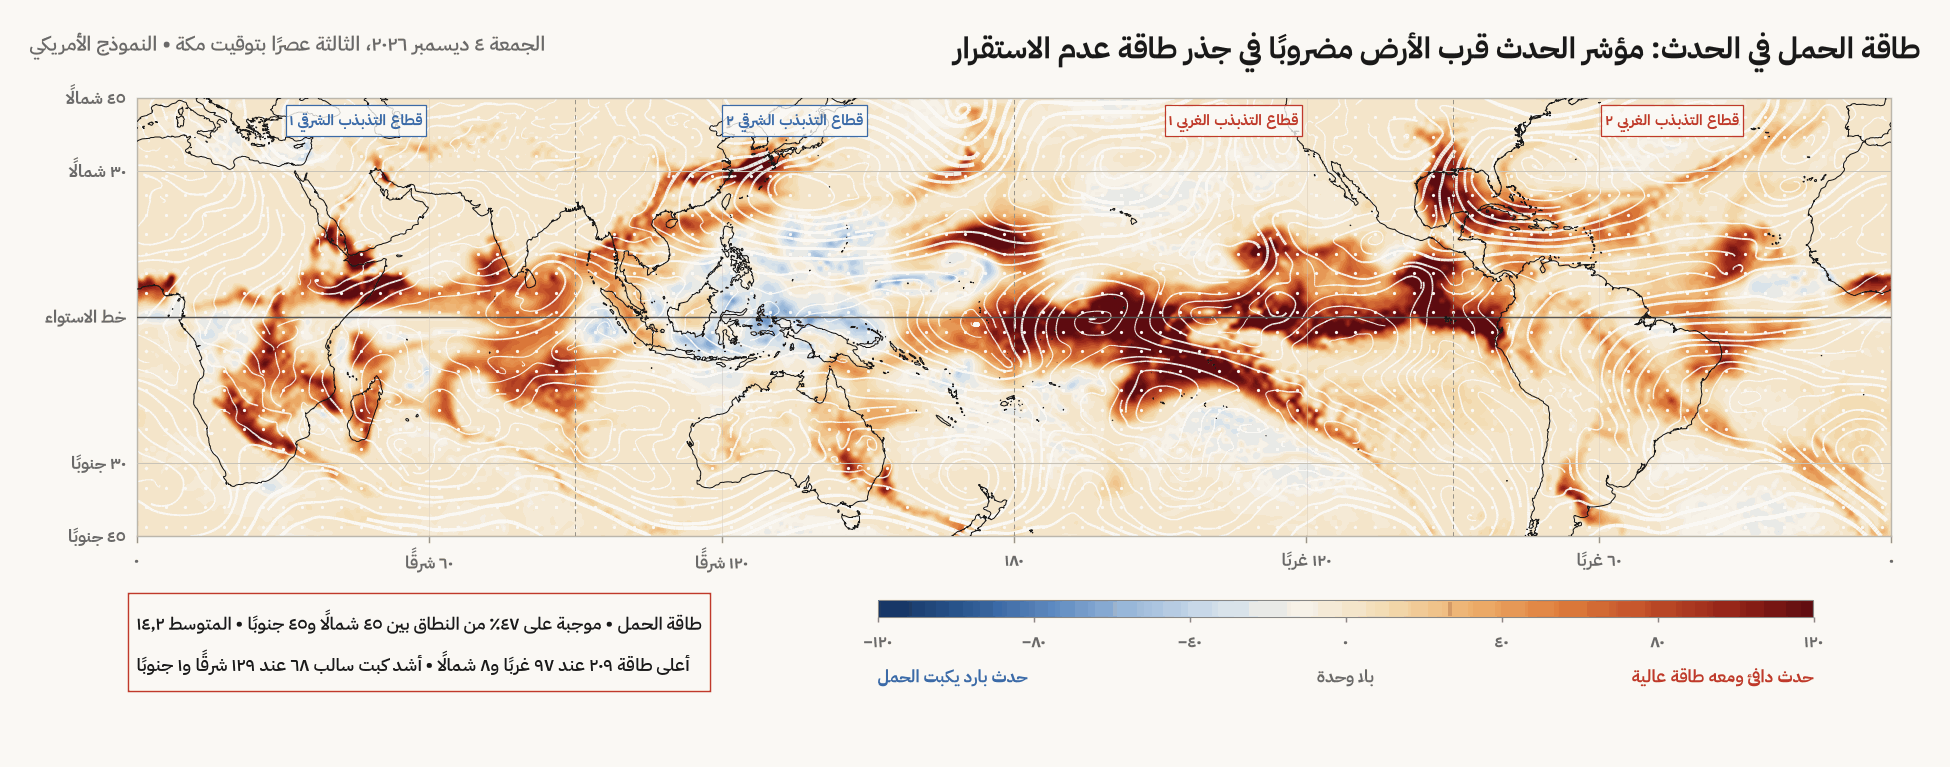 طاقة الحمل في الحدث: مؤشر الحدث قرب الأرض مضروبًا في جذر طاقة عدم الاستقرار
الجمعة ٤ ديسمبر ٢٠٢٦، الثالثة عصرًا بتوقيت مكة • النموذج الأمريكي
٤٥ شمالًا
٣٠ شمالًا
خط الاستواء
٣٠ جنوبًا
٤٥ جنوبًا
قطاع التذبذب الشرقي ١
قطاع التذبذب الشرقي ٢
قطاع التذبذب الغربي ١
قطاع التذبذب الغربي ٢
٠
٦٠ شرقًا
١٢٠ شرقًا
١٨٠
١٢٠ غربًا
٦٠ غربًا
٠
طاقة الحمل • موجبة على ٤٧٪ من النطاق بين ٤٥ شمالًا و٤٥ جنوبًا • المتوسط ١٤,٢
أعلى طاقة ٢٠٩ عند ٩٧ غربًا و٨ شمالًا • أشد كبت سالب ٦٨ عند ١٢٩ شرقًا و١ جنوبًا
−١٢٠
−٨٠
−٤٠
٠
٤٠
٨٠
١٢٠
حدث بارد يكبت الحمل
بلا وحدة
حدث دافئ ومعه طاقة عالية